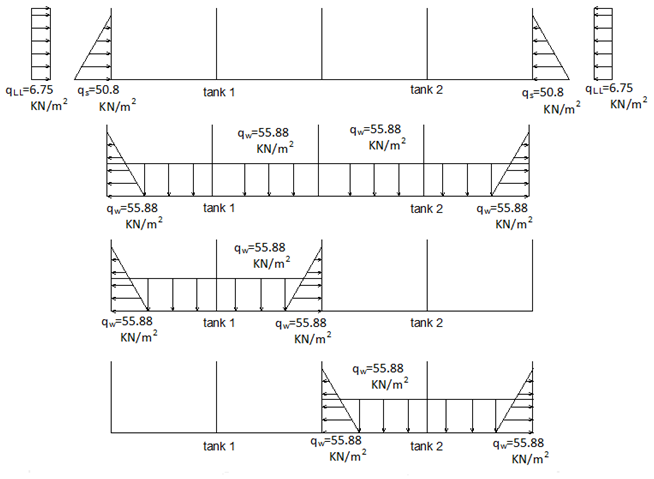 qLL=6.75
KN/m²
qs=50.8
KN/m²
tank 1
tank 2
qs=50.8
KN/m²
qLL=6.75
KN/m²
qw=55.88
KN/m²
qw=55.88
KN/m²
qw=55.88
KN/m²
tank 1
tank 2
qw=55.88
KN/m²
qw=55.88
KN/m²
qw=55.88
KN/m²
tank 1
qw=55.88
KN/m²
tank 2
qw=55.88
KN/m²
tank 1
qw=55.88
KN/m²
tank 2
qw=55.88
KN/m²